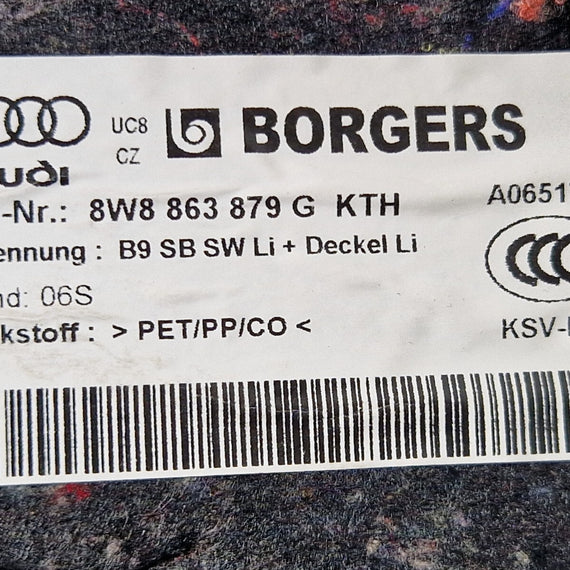 UC8
CZ
BORGERS
Audi
-Nr.: 8W8 863 879 G KTH
A0651
ennung : B9 SB SW Li + Deckel Li
nd: 06S
kstoff : > PET/PP/CO <
KSV-